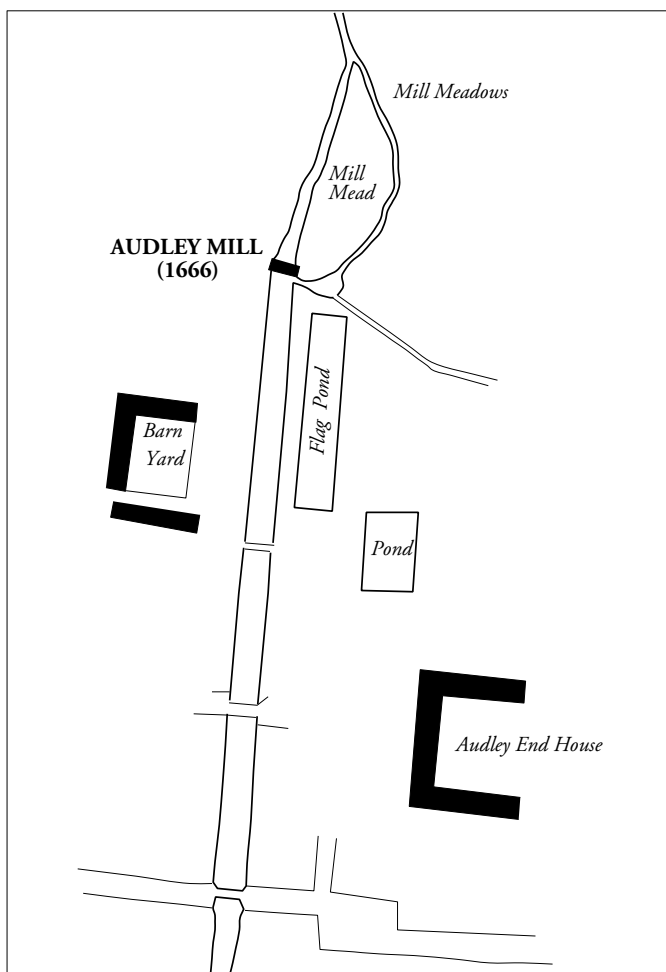 Mill Meadows
Mill
Mead
AUDLEY MILL
(1666)
Flag Pond
Barn
Yard
Pond
Audley End House